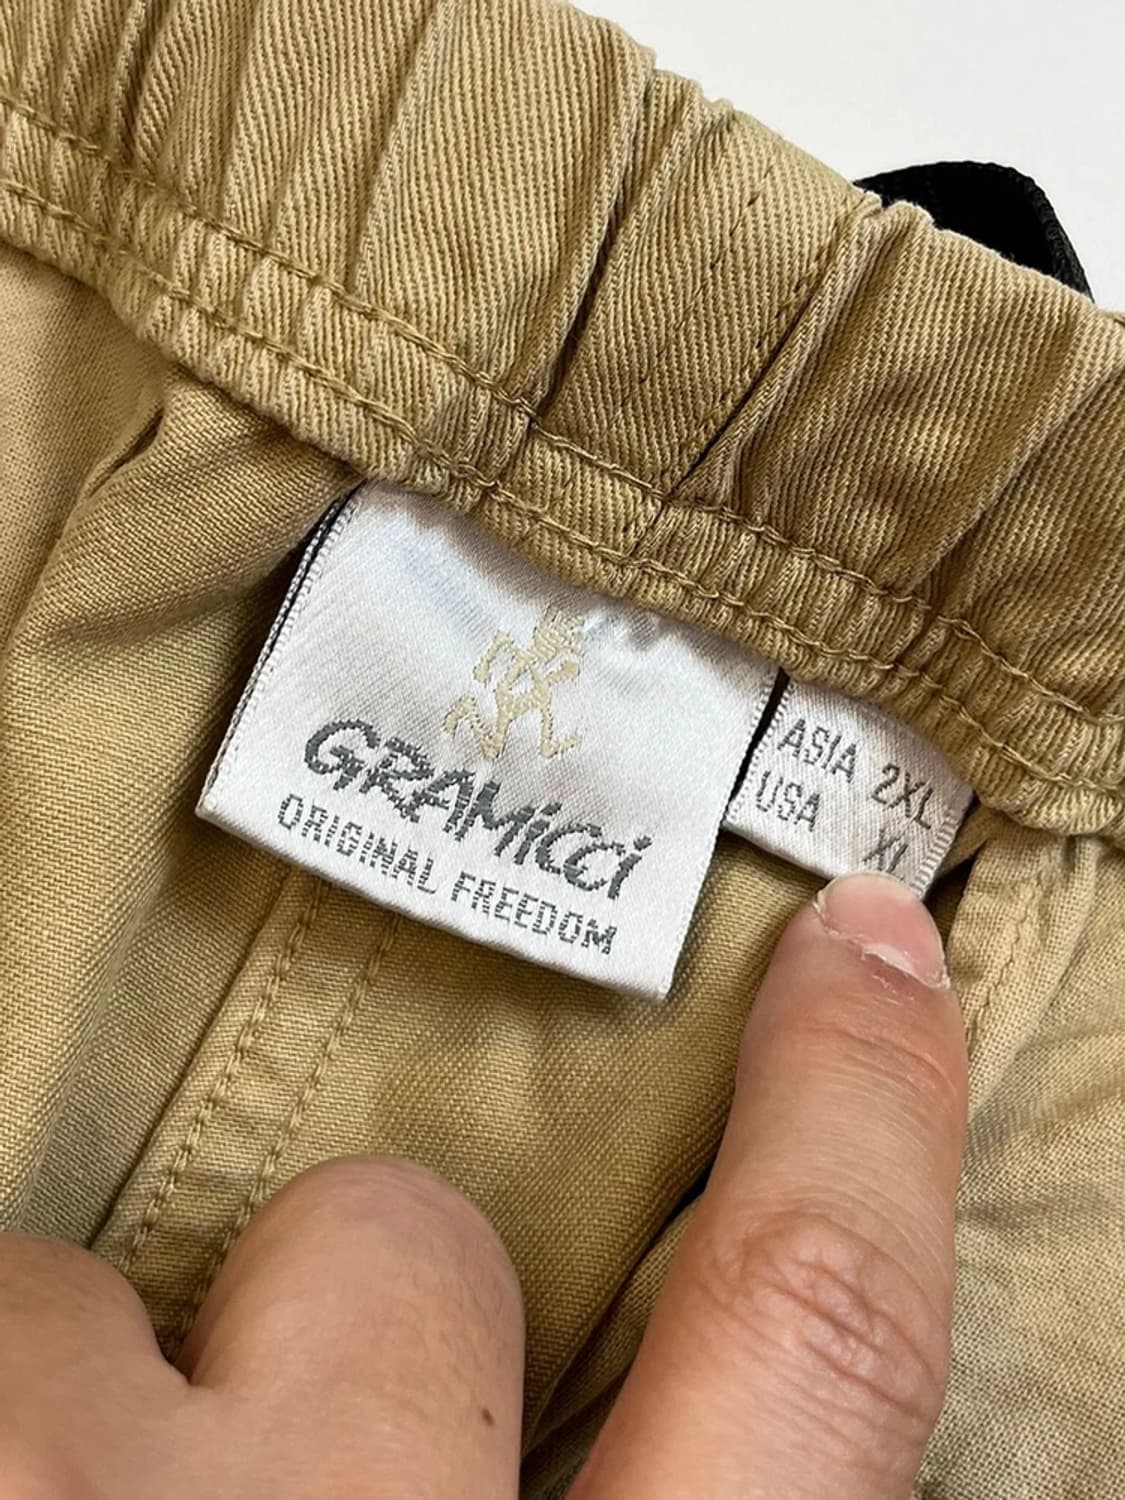 GRAMiCCi
ORIGINAL FREEDOM
ASIA 2XL
USA XL